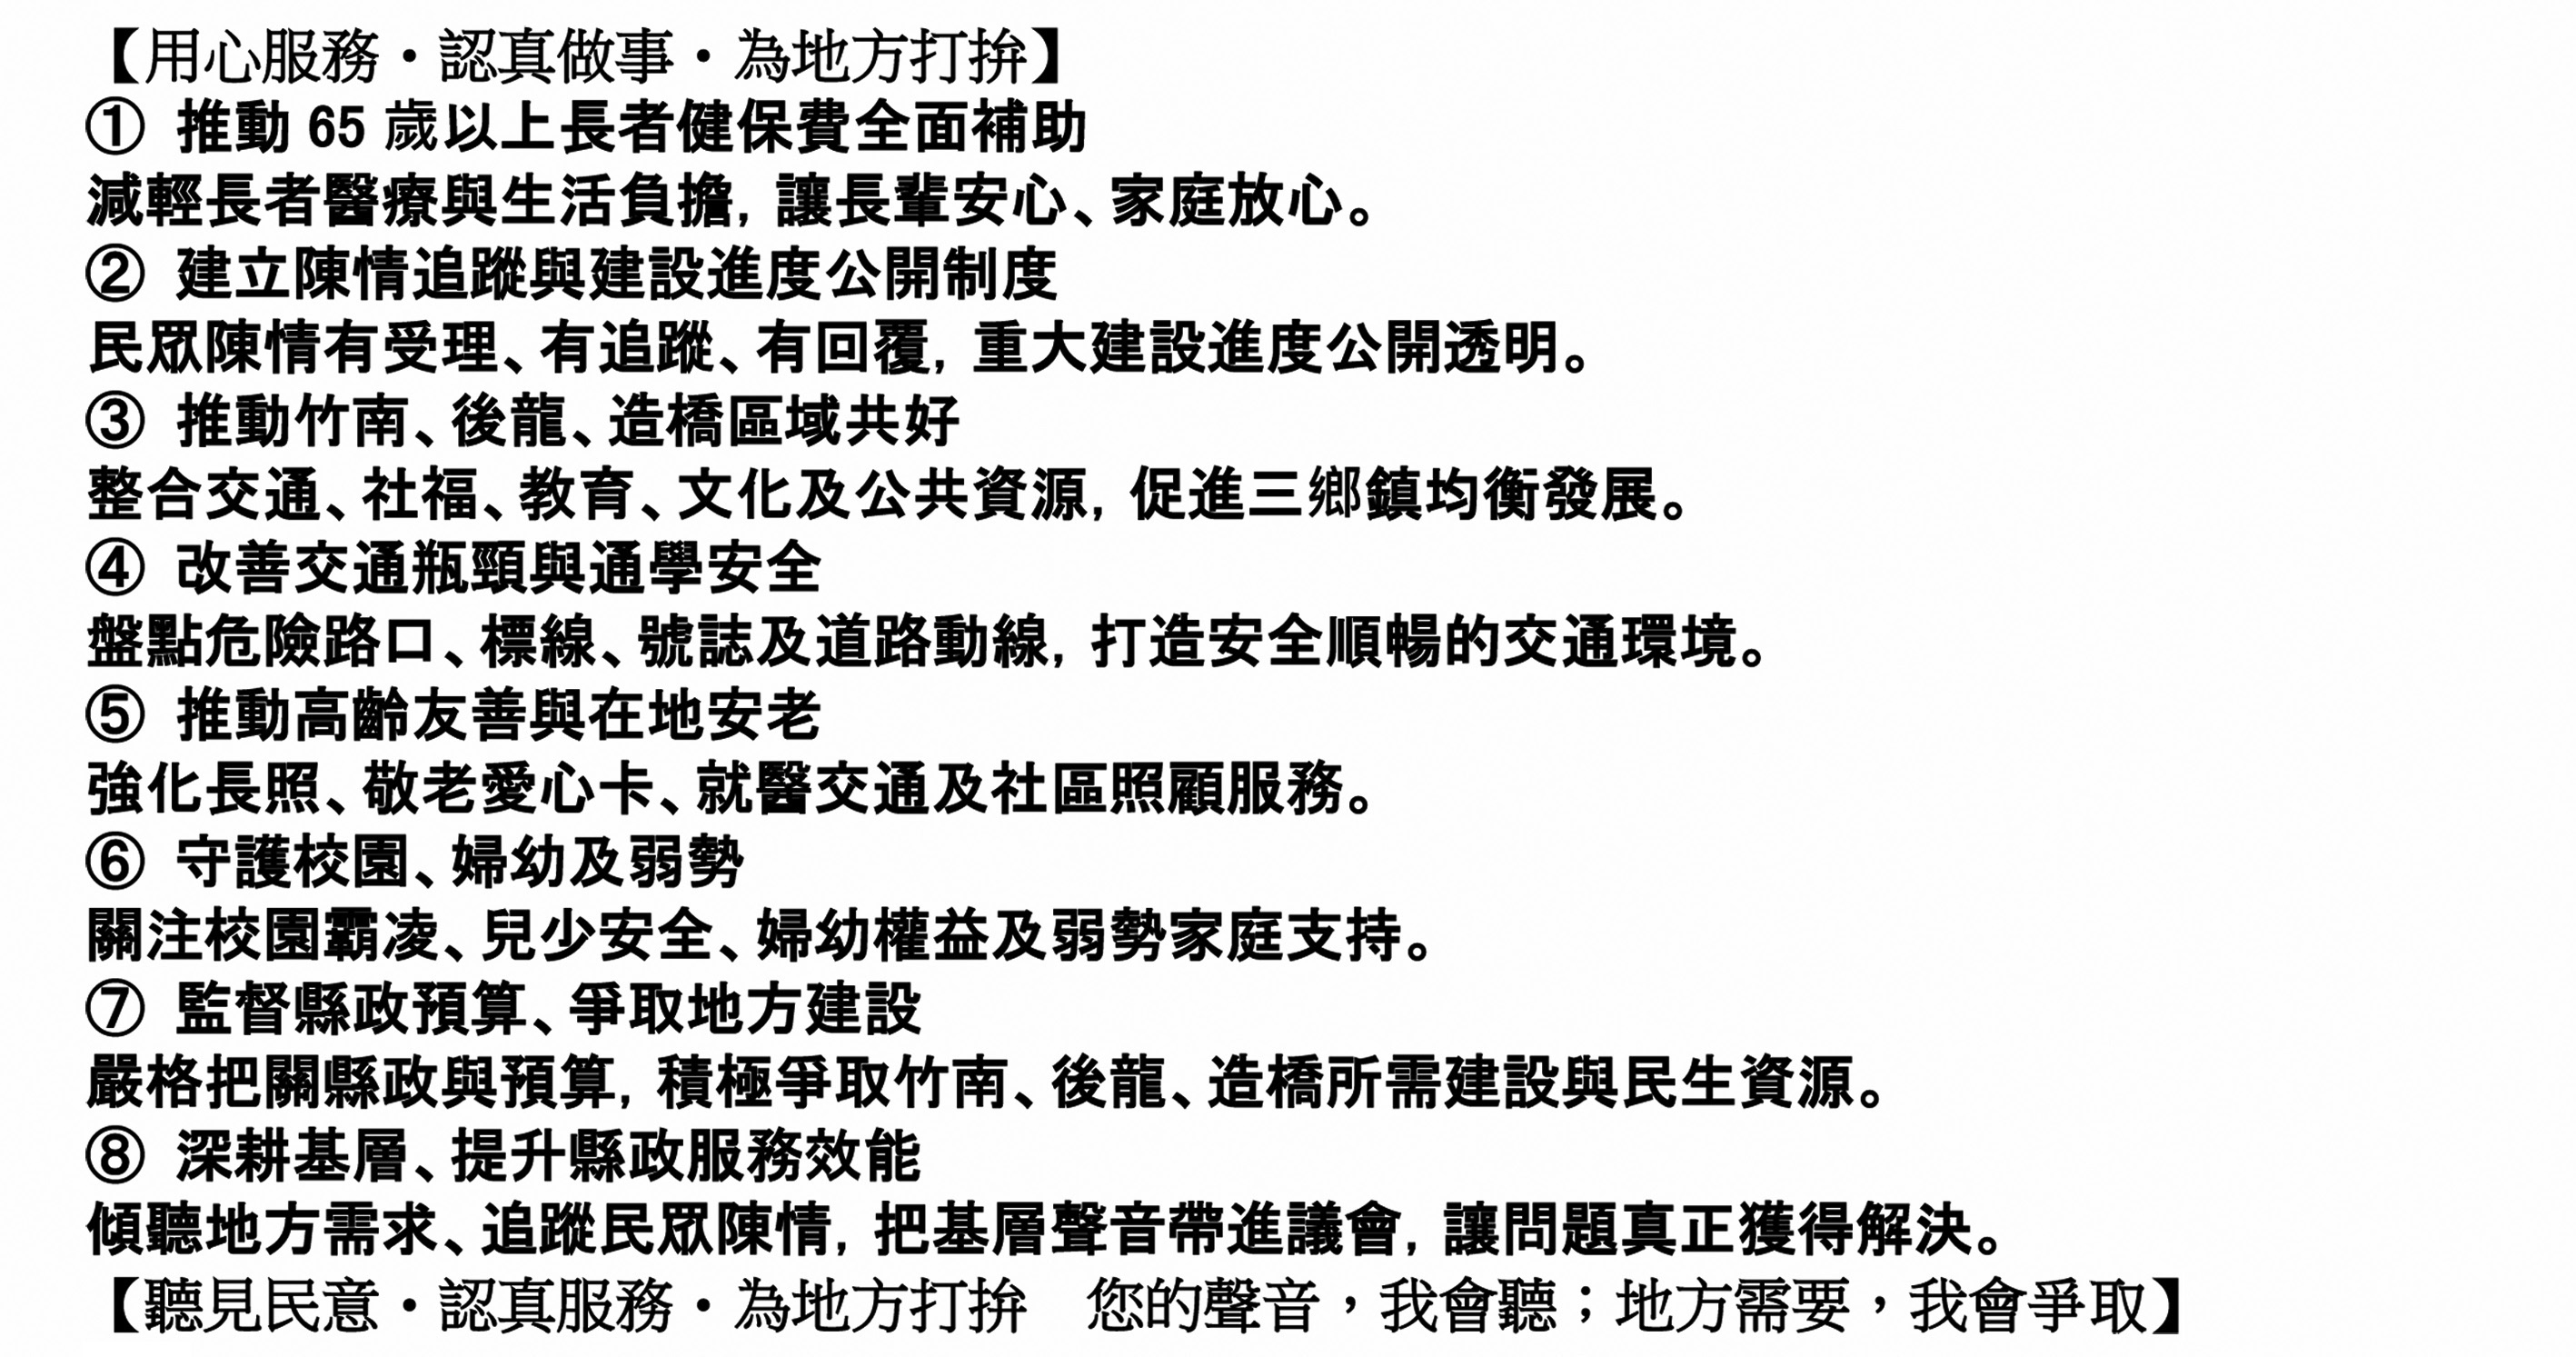 【用心服務・認真做事・為地方打拚】
① 推動 65 歲以上長者健保費全面補助
減輕長者醫療與生活負擔，讓長輩安心、家庭放心。
② 建立陳情追蹤與建設進度公開制度
民眾陳情有受理、有追蹤、有回覆，重大建設進度公開透明。
③ 推動竹南、後龍、造橋區域共好
整合交通、社福、教育、文化及公共資源，促進三鄉鎮均衡發展。
④ 改善交通瓶頸與通學安全
盤點危險路口、標線、號誌及道路動線，打造安全順暢的交通環境。
⑤ 推動高齡友善與在地安老
強化長照、敬老愛心卡、就醫交通及社區照顧服務。
⑥ 守護校園、婦幼及弱勢
關注校園霸凌、兒少安全、婦幼權益及弱勢家庭支持。
⑦ 監督縣政預算、爭取地方建設
嚴格把關縣政與預算，積極爭取竹南、後龍、造橋所需建設與民生資源。
⑧ 深耕基層、提升縣政服務效能
傾聽地方需求、追蹤民眾陳情，把基層聲音帶進議會，讓問題真正獲得解決。
【聽見民意・認真服務・為地方打拚　您的聲音，我會聽；地方需要，我會爭取】